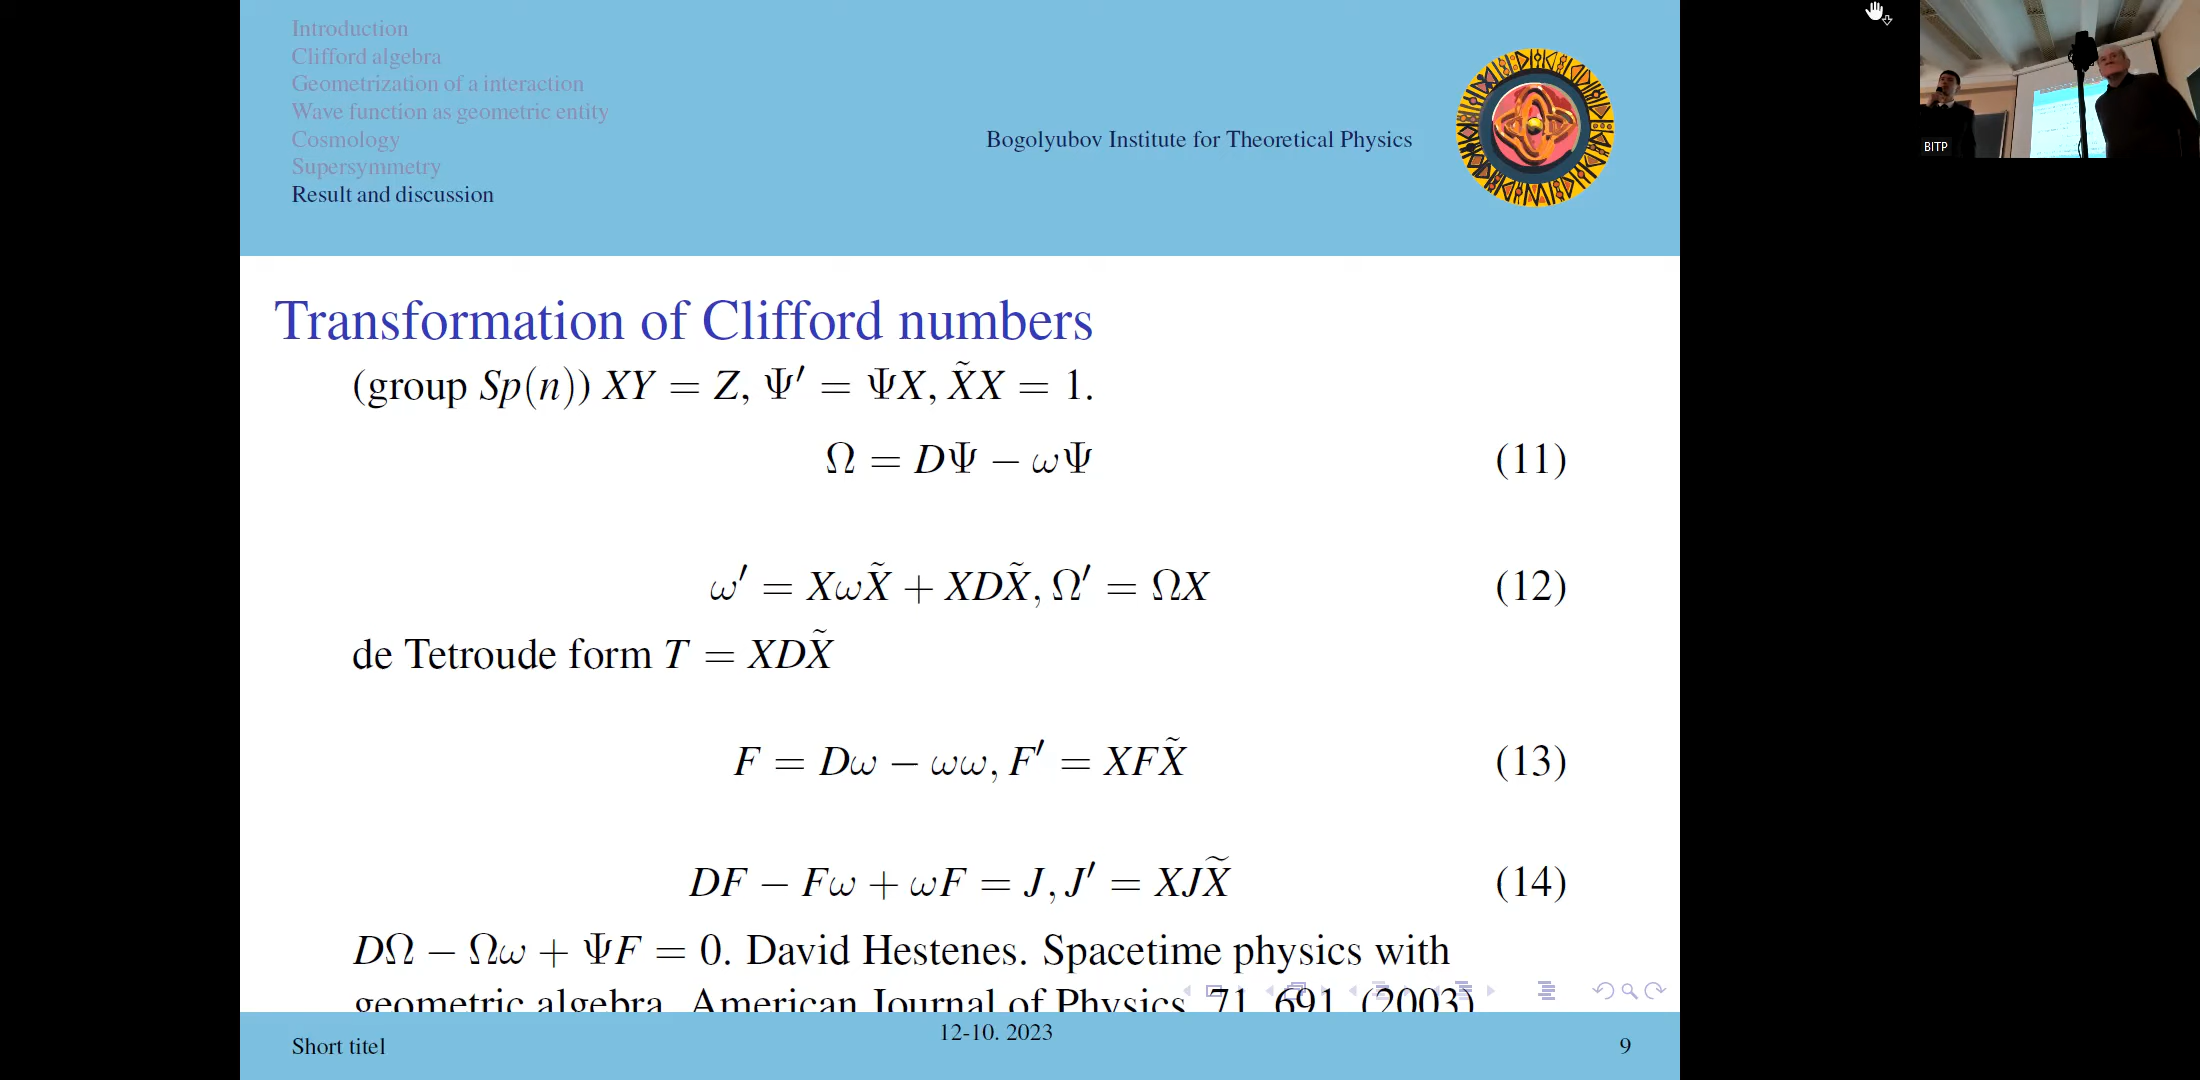 Introduction
Clifford algebra
Geometrization of a interaction
Wave function as geometric entity
Cosmology
Supersymmetry
Result and discussion
Bogolyubov Institute for Theoretical Physics
BITP
Transformation of Clifford numbers
(group Sp(n)) XY = Z, Ψ′ = ΨX, X̃X = 1.
Ω = DΨ − ωΨ (11)
ω′ = XωX̃ + XDX̃, Ω′ = ΩX (12)
de Tetroude form T = XDX̃
F = Dω − ωω, F′ = XFX̃ (13)
DF − Fω + ωF = J, J′ = XJX̃ (14)
DΩ − Ωω + ΨF = 0. David Hestenes. Spacetime physics with
geometric algebra. American Journal of Physics, 71, 691, (2003)
Short titel
12-10. 2023
9